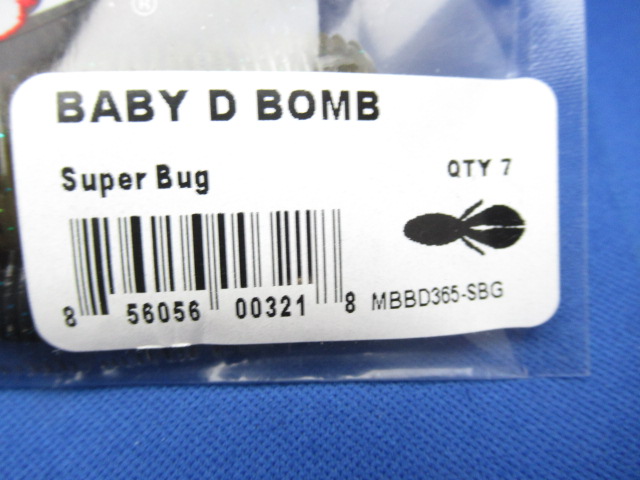 ®
BABY D BOMB
Super Bug
QTY 7
8 56056 00321 8
MBBD365-SBG